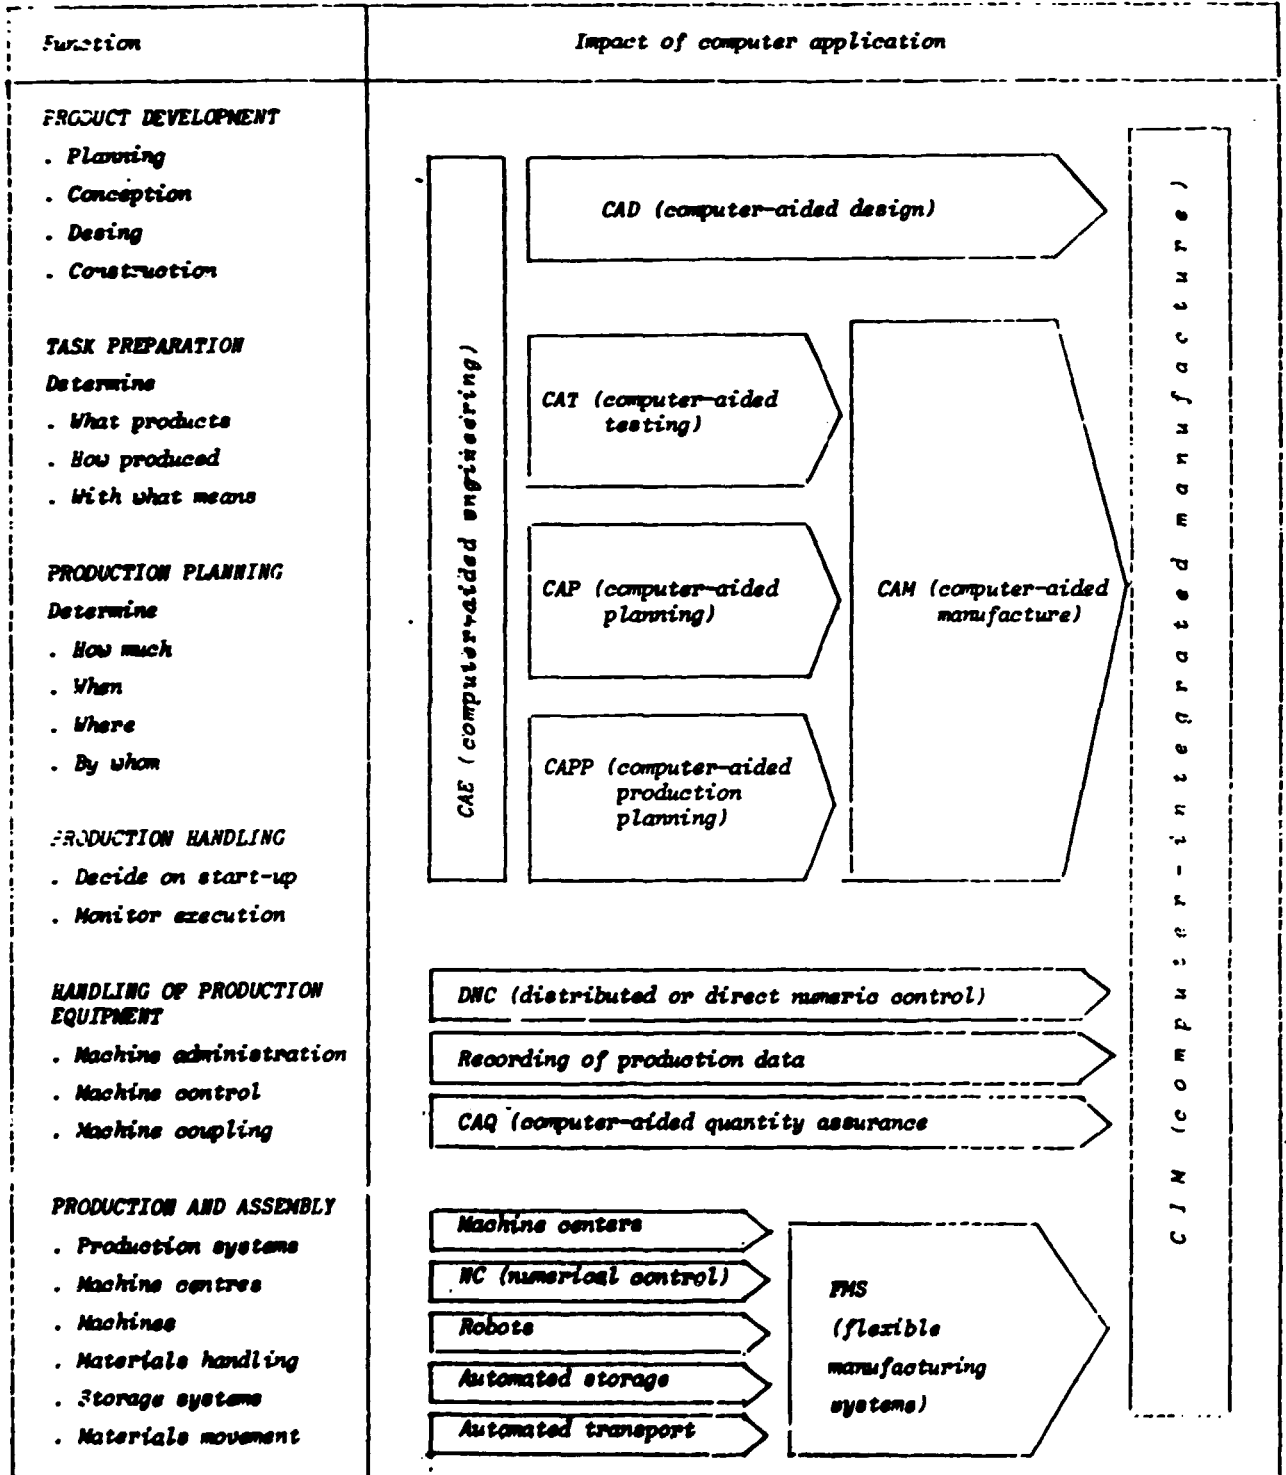 Function
Impact of computer application
PRODUCT DEVELOPMENT
. Planning
. Conception
. Desing
. Construction
TASK PREPARATION
Determine
. What products
. How produced
. With what means
PRODUCTION PLANNING
Determine
. How much
. When
. Where
. By whom
PRODUCTION HANDLING
. Decide on start-up
. Monitor execution
HANDLING OF PRODUCTION
EQUIPMENT
. Machine administration
. Machine control
. Machine coupling
PRODUCTION AND ASSEMBLY
. Production systems
. Machine centres
. Machines
. Materials handling
. Storage systems
. Materials movement
CAE (computer-aided engineering)
CAD (computer-aided design)
CAT (computer-aided
testing)
CAP (computer-aided
planning)
CAPP (computer-aided
production
planning)
CAM (computer-aided
manufacture)
DNC (distributed or direct numeric control)
Recording of production data
CAQ (computer-aided quantity assurance
Machine centers
NC (numerical control)
Robots
Automated storage
Automated transport
FMS
(flexible
manufacturing
systems)
CIM (computer-integrated manufacture)